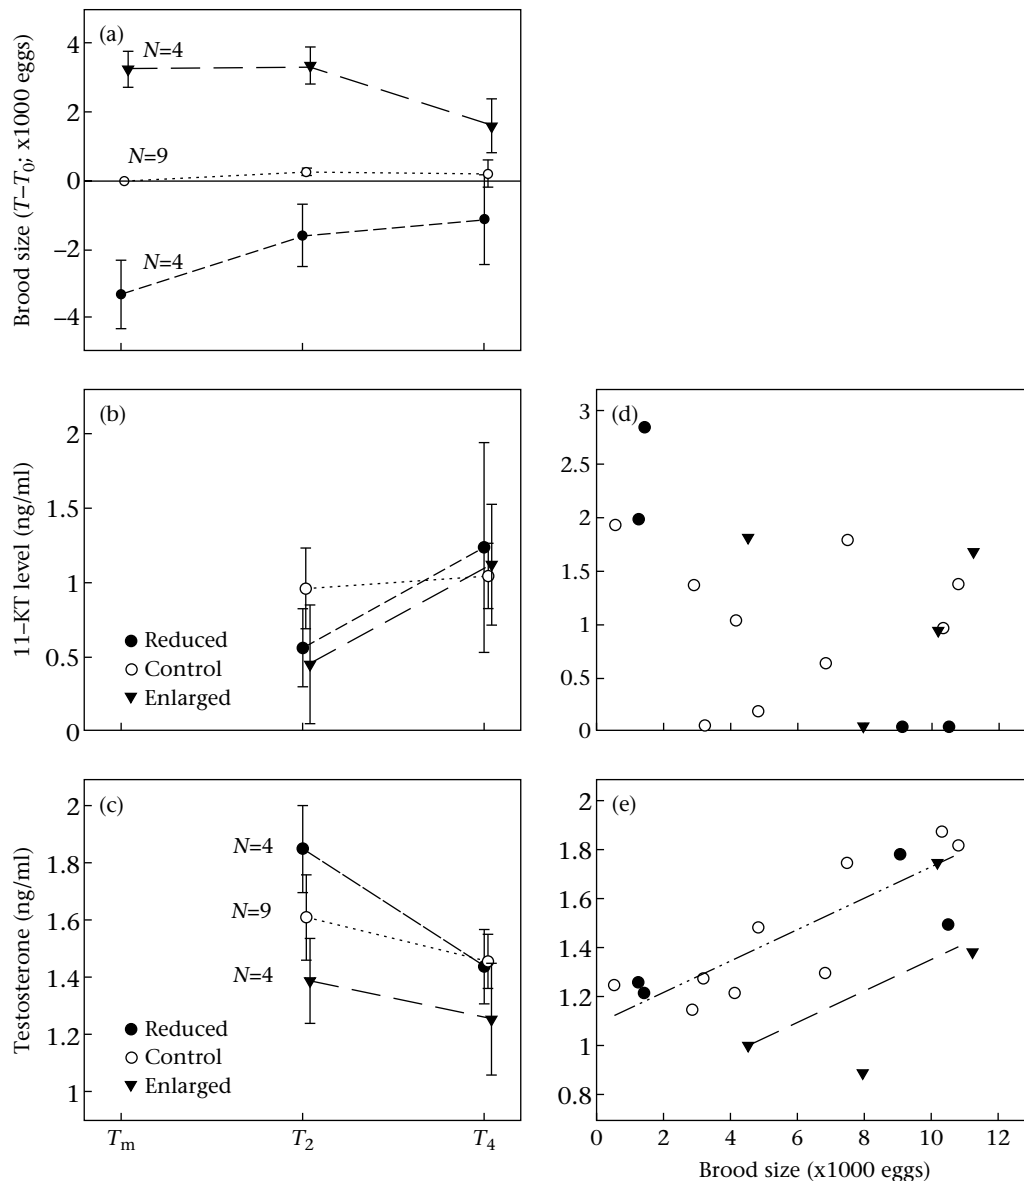 (a)
N=4
N=9
N=4
4
2
0
–2
–4
Brood size (T–T0; x1000 eggs)
(b)
2
1.5
1
0.5
0
11–KT level (ng/ml)
Reduced
Control
Enlarged
(d)
3
2.5
2
1.5
1
0.5
0
(c)
2
1.8
1.6
1.4
1.2
1
Testosterone (ng/ml)
N=4
N=9
N=4
Reduced
Control
Enlarged
Tm
T2
T4
(e)
2
1.8
1.6
1.4
1.2
1
0.8
0 2 4 6 8 10 12
Brood size (x1000 eggs)